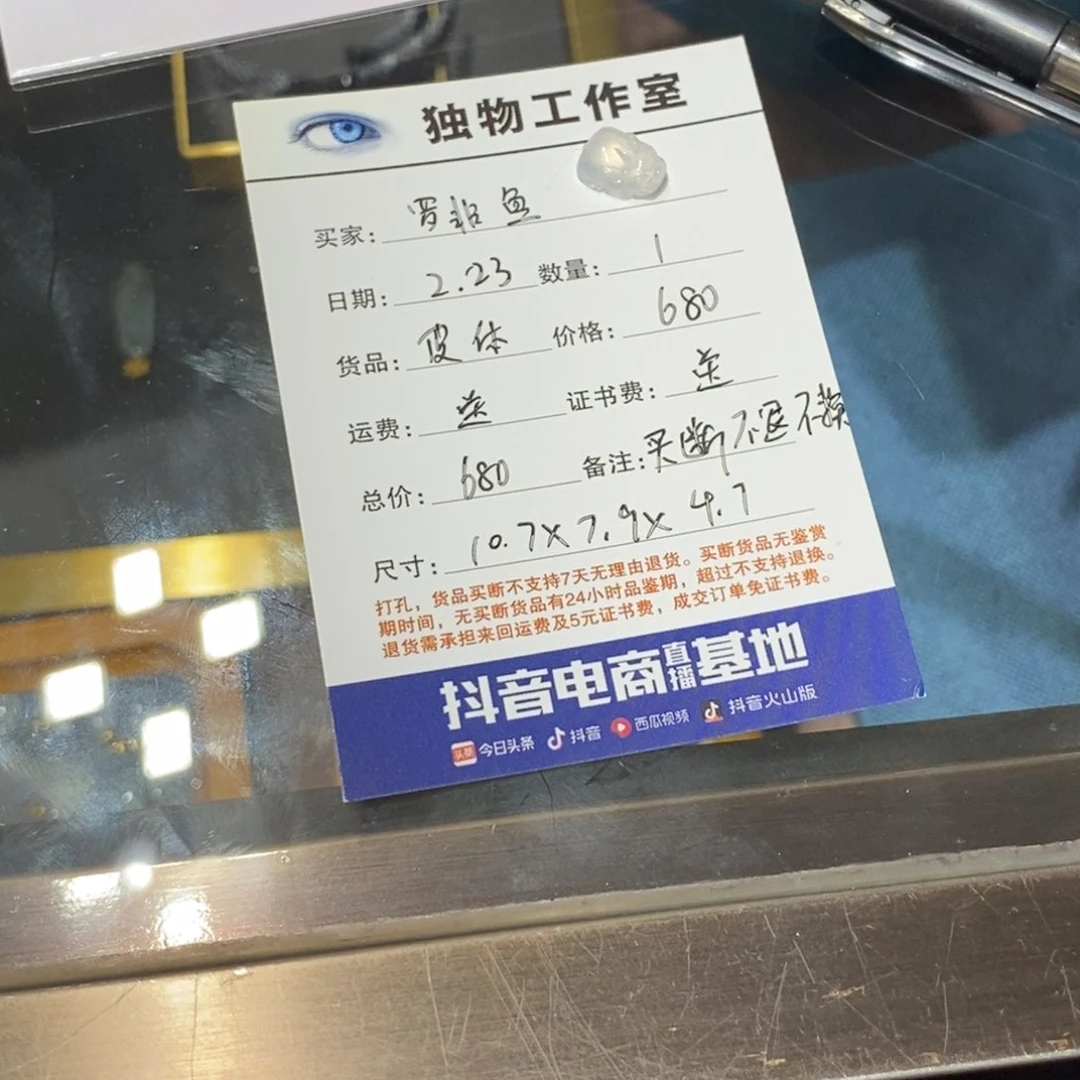 独物工作室
买家: 罗非鱼
日期: 2.23 数量: 1
货品: 皮休 价格: 680
运费: 送 证书费: 送
总价: 680 备注: 买断不退不换
尺寸: 10.7×7.9×4.7
打孔，货品买断不支持7天无理由退货。买断货品无鉴赏
期时间，无买断货品有24小时品鉴期，超过不支持退换。
退货需承担来回运费及5元证书费，成交订单免证书费。
抖音电商直播基地
头条 今日头条 抖音 西瓜视频 抖音火山版